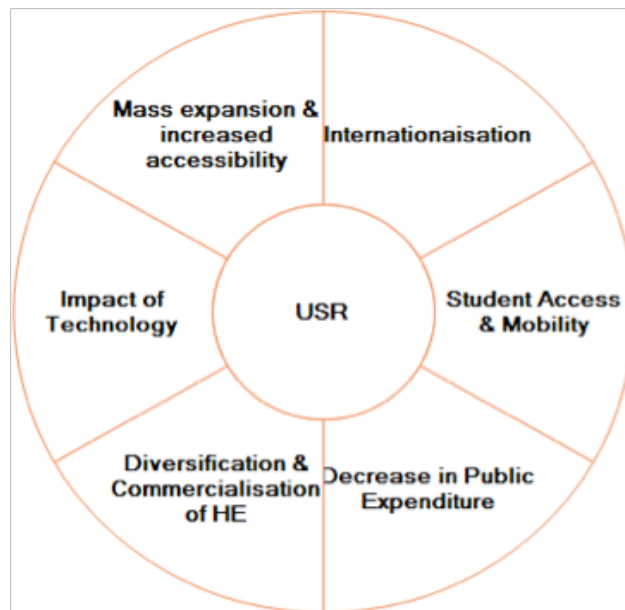 Mass expansion &
increased
accessibility
Internationaisation
Impact of
Technology
USR
Student Access
& Mobility
Diversification &
Commercialisation
of HE
Decrease in Public
Expenditure